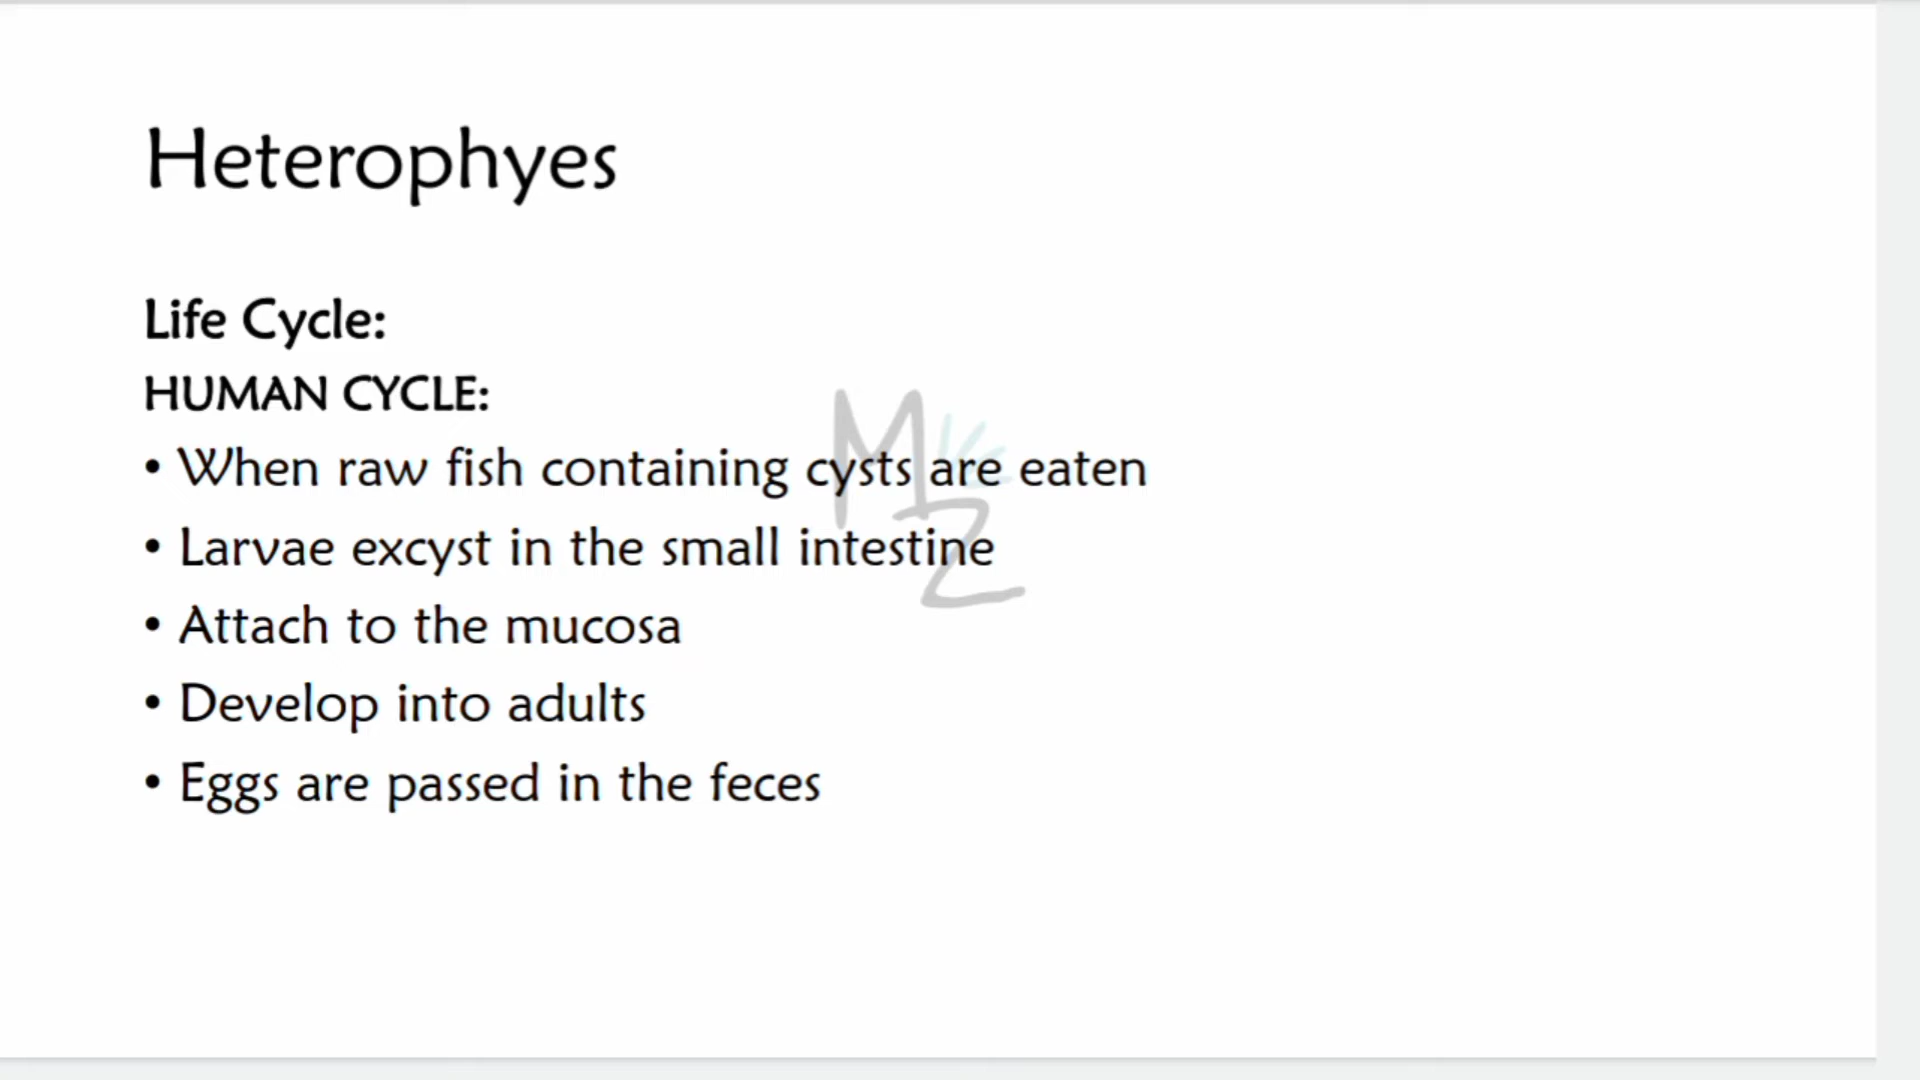 Heterophyes
Life Cycle:
HUMAN CYCLE:
• When raw fish containing cysts are eaten
• Larvae excyst in the small intestine
• Attach to the mucosa
• Develop into adults
• Eggs are passed in the feces
MZ